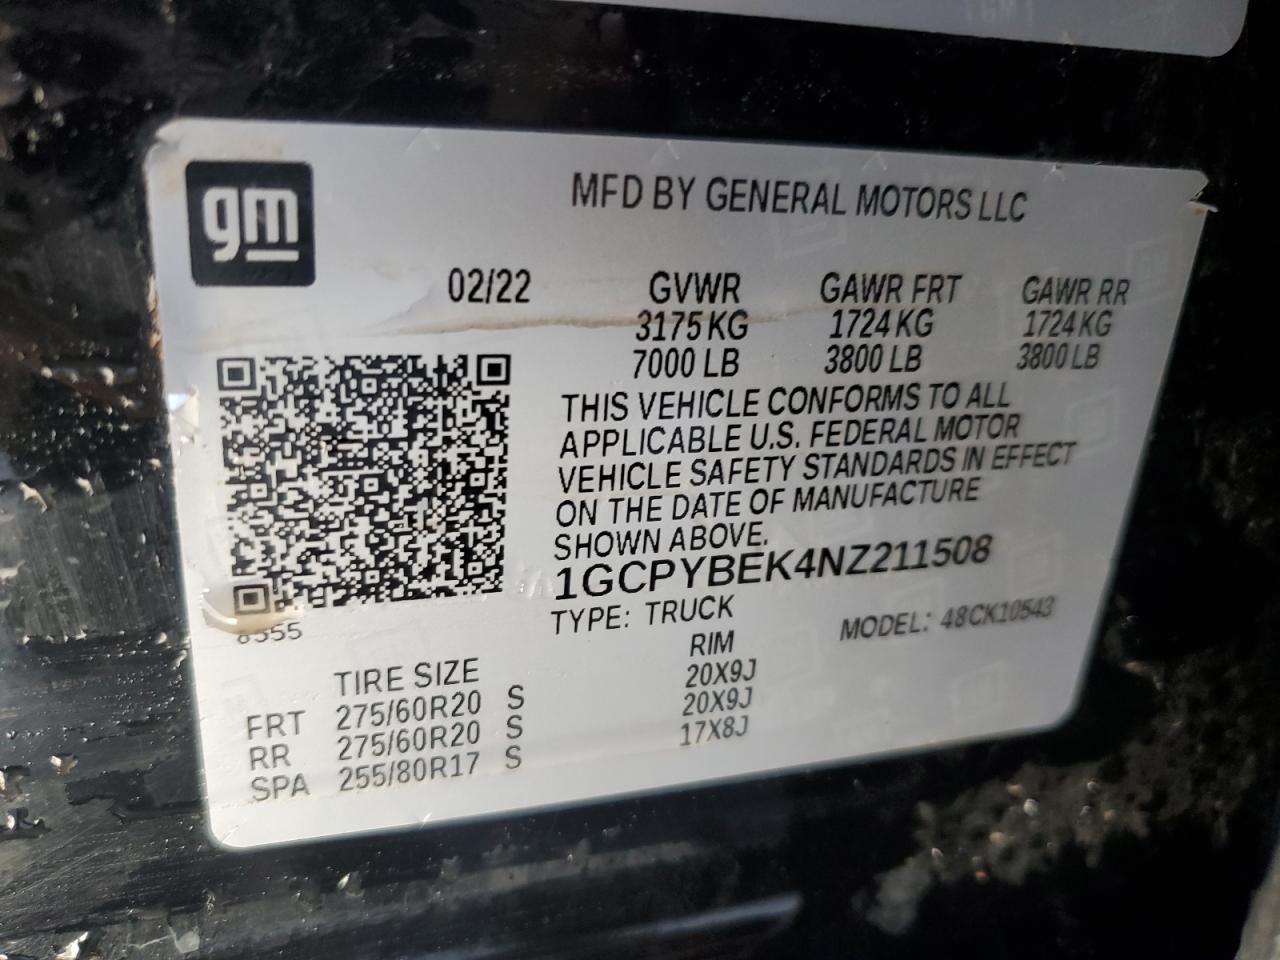 gm
MFD BY GENERAL MOTORS LLC
02/22 GVWR GAWR FRT GAWR RR
3175 KG 1724 KG 1724 KG
7000 LB 3800 LB 3800 LB
THIS VEHICLE CONFORMS TO ALL
APPLICABLE U.S. FEDERAL MOTOR
VEHICLE SAFETY STANDARDS IN EFFECT
ON THE DATE OF MANUFACTURE
SHOWN ABOVE.
1GCPYBEK4NZ211508
TYPE: TRUCK MODEL: 48CK10543
8555
TIRE SIZE RIM
FRT 275/60R20 S 20X9J
RR 275/60R20 S 20X9J
SPA 255/80R17 S 17X8J